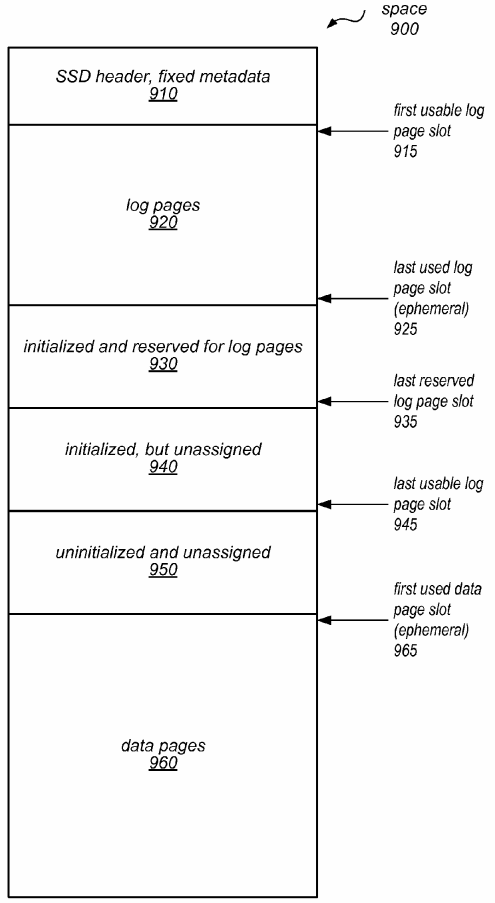 space
900
SSD header, fixed metadata
910
first usable log
page slot
915
log pages
920
last used log
page slot
(ephemeral)
925
initialized and reserved for log pages
930
last reserved
log page slot
935
initialized, but unassigned
940
last usable log
page slot
945
uninitialized and unassigned
950
first used data
page slot
(ephemeral)
965
data pages
960